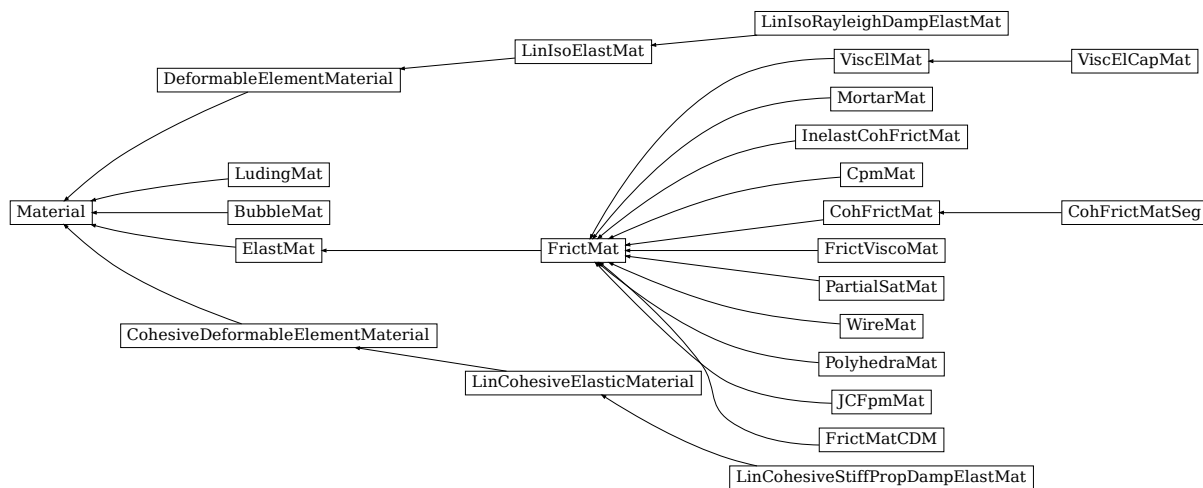 LinIsoRayleighDampElastMat
LinIsoElastMat
ViscElMat
ViscElCapMat
DeformableElementMaterial
MortarMat
InelastCohFrictMat
LudingMat
CpmMat
Material
BubbleMat
CohFrictMat
CohFrictMatSeg
ElastMat
FrictMat
FrictViscoMat
PartialSatMat
WireMat
CohesiveDeformableElementMaterial
PolyhedraMat
LinCohesiveElasticMaterial
JCFpmMat
FrictMatCDM
LinCohesiveStiffPropDampElastMat